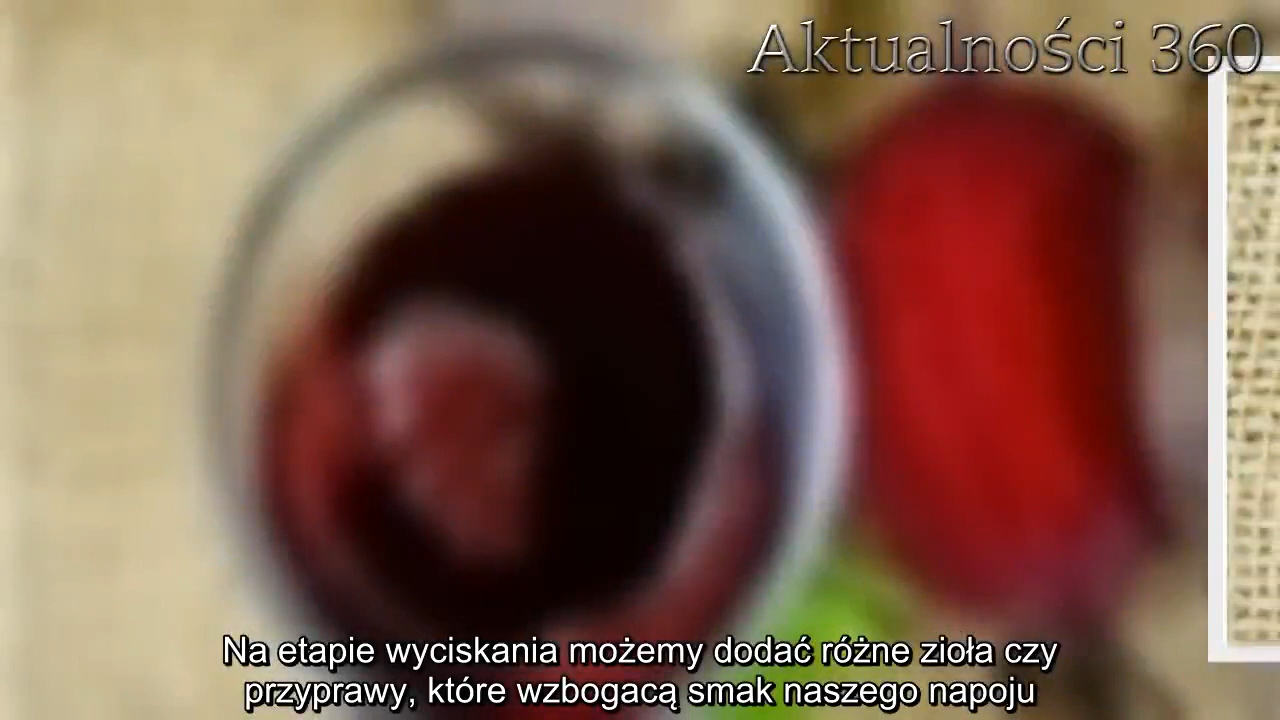 Aktualności 360
Na etapie wyciskania możemy dodać różne zioła czy
przyprawy, które wzbogacą smak naszego napoju